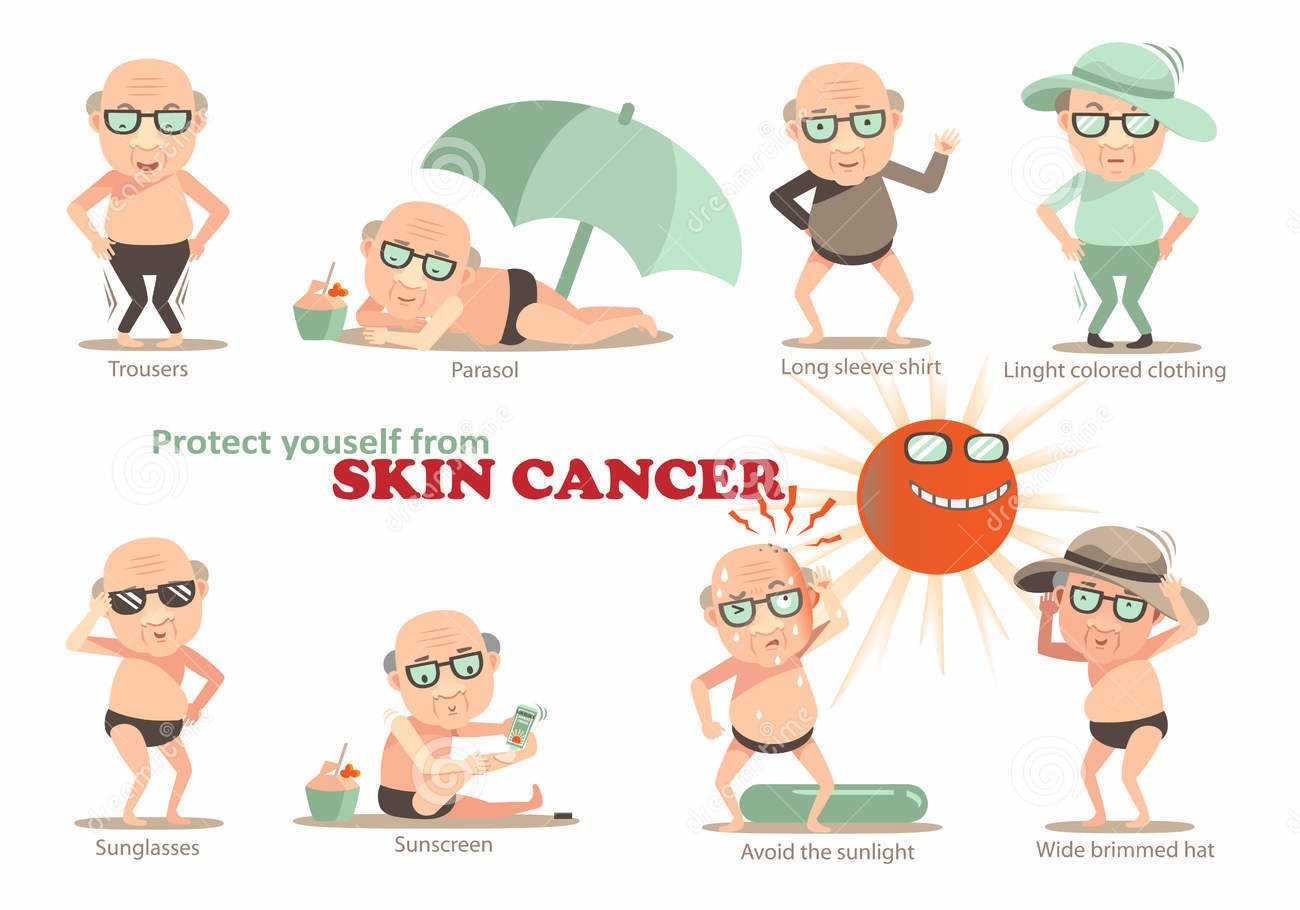 Trousers
Parasol
Long sleeve shirt
Linght colored clothing
Protect youself from
SKIN CANCER
Sunglasses
Sunscreen
Avoid the sunlight
Wide brimmed hat